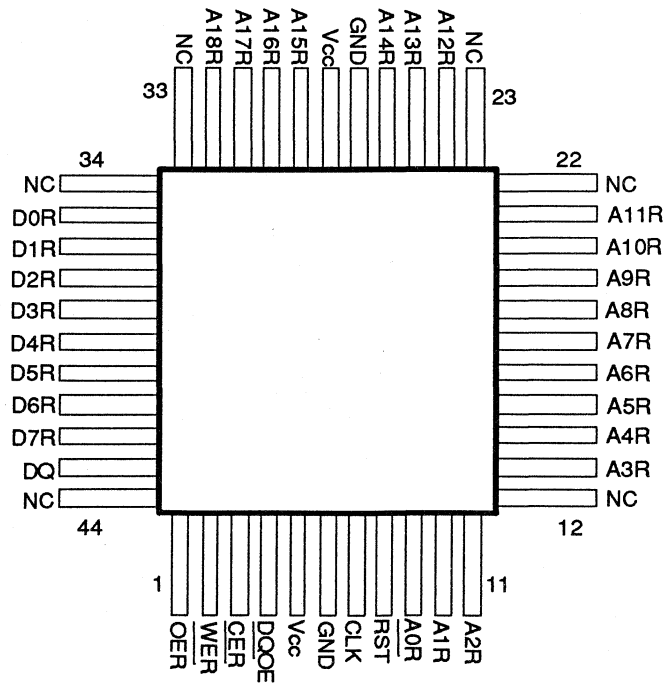 NC
A18R
A17R
A16R
A15R
Vcc
GND
A14R
A13R
A12R
NC
33
23
34
22
NC
D0R
D1R
D2R
D3R
D4R
D5R
D6R
D7R
DQ
NC
NC
A11R
A10R
A9R
A8R
A7R
A6R
A5R
A4R
A3R
NC
44
12
1
11
OER
WER
CER
DQOE
Vcc
GND
CLK
RST
A0R
A1R
A2R